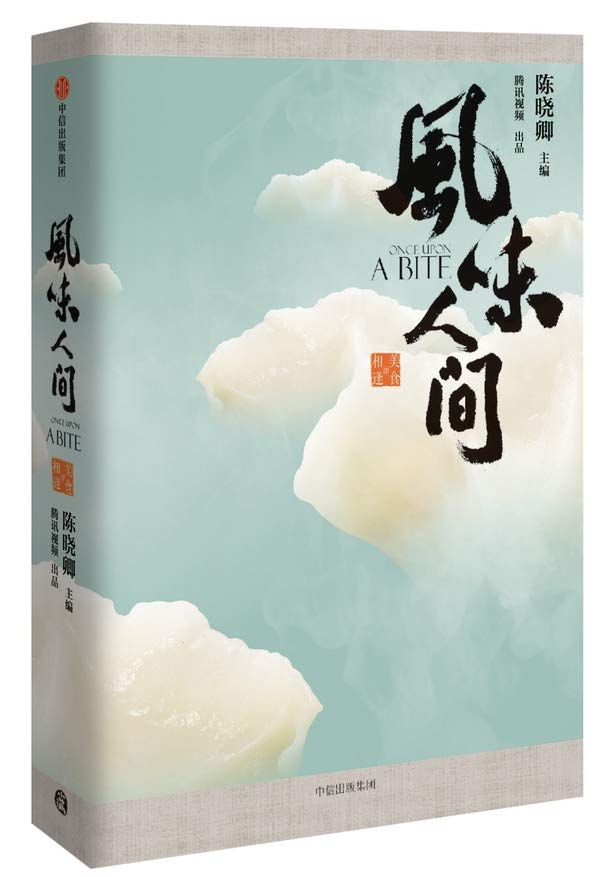 中信出版集团
風味人间
ONCE UPON
A BITE
美食即
相逢
陈晓卿 主编
腾讯视频 出品
陈晓卿 主编
腾讯视频 出品
風味人间
ONCE UPON
A BITE
美食即
相逢
中信出版集团